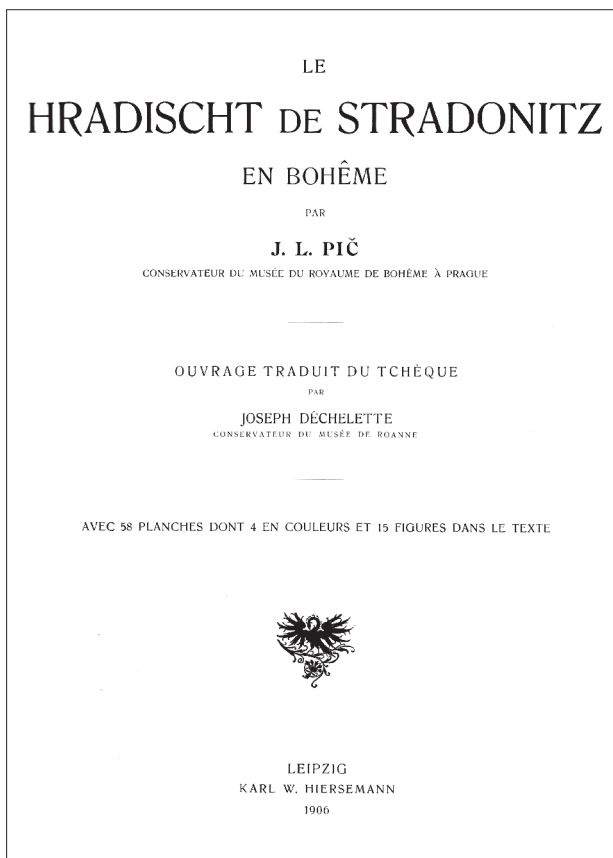 LE
HRADISCHT DE STRADONITZ
EN BOHÊME
PAR
J. L. PIČ
CONSERVATEUR DU MUSÉE DU ROYAUME DE BOHÊME À PRAGUE
OUVRAGE TRADUIT DU TCHÈQUE
PAR
JOSEPH DÉCHELETTE
CONSERVATEUR DU MUSÉE DE ROANNE
AVEC 58 PLANCHES DONT 4 EN COULEURS ET 15 FIGURES DANS LE TEXTE
LEIPZIG
KARL W. HIERSEMANN
1906